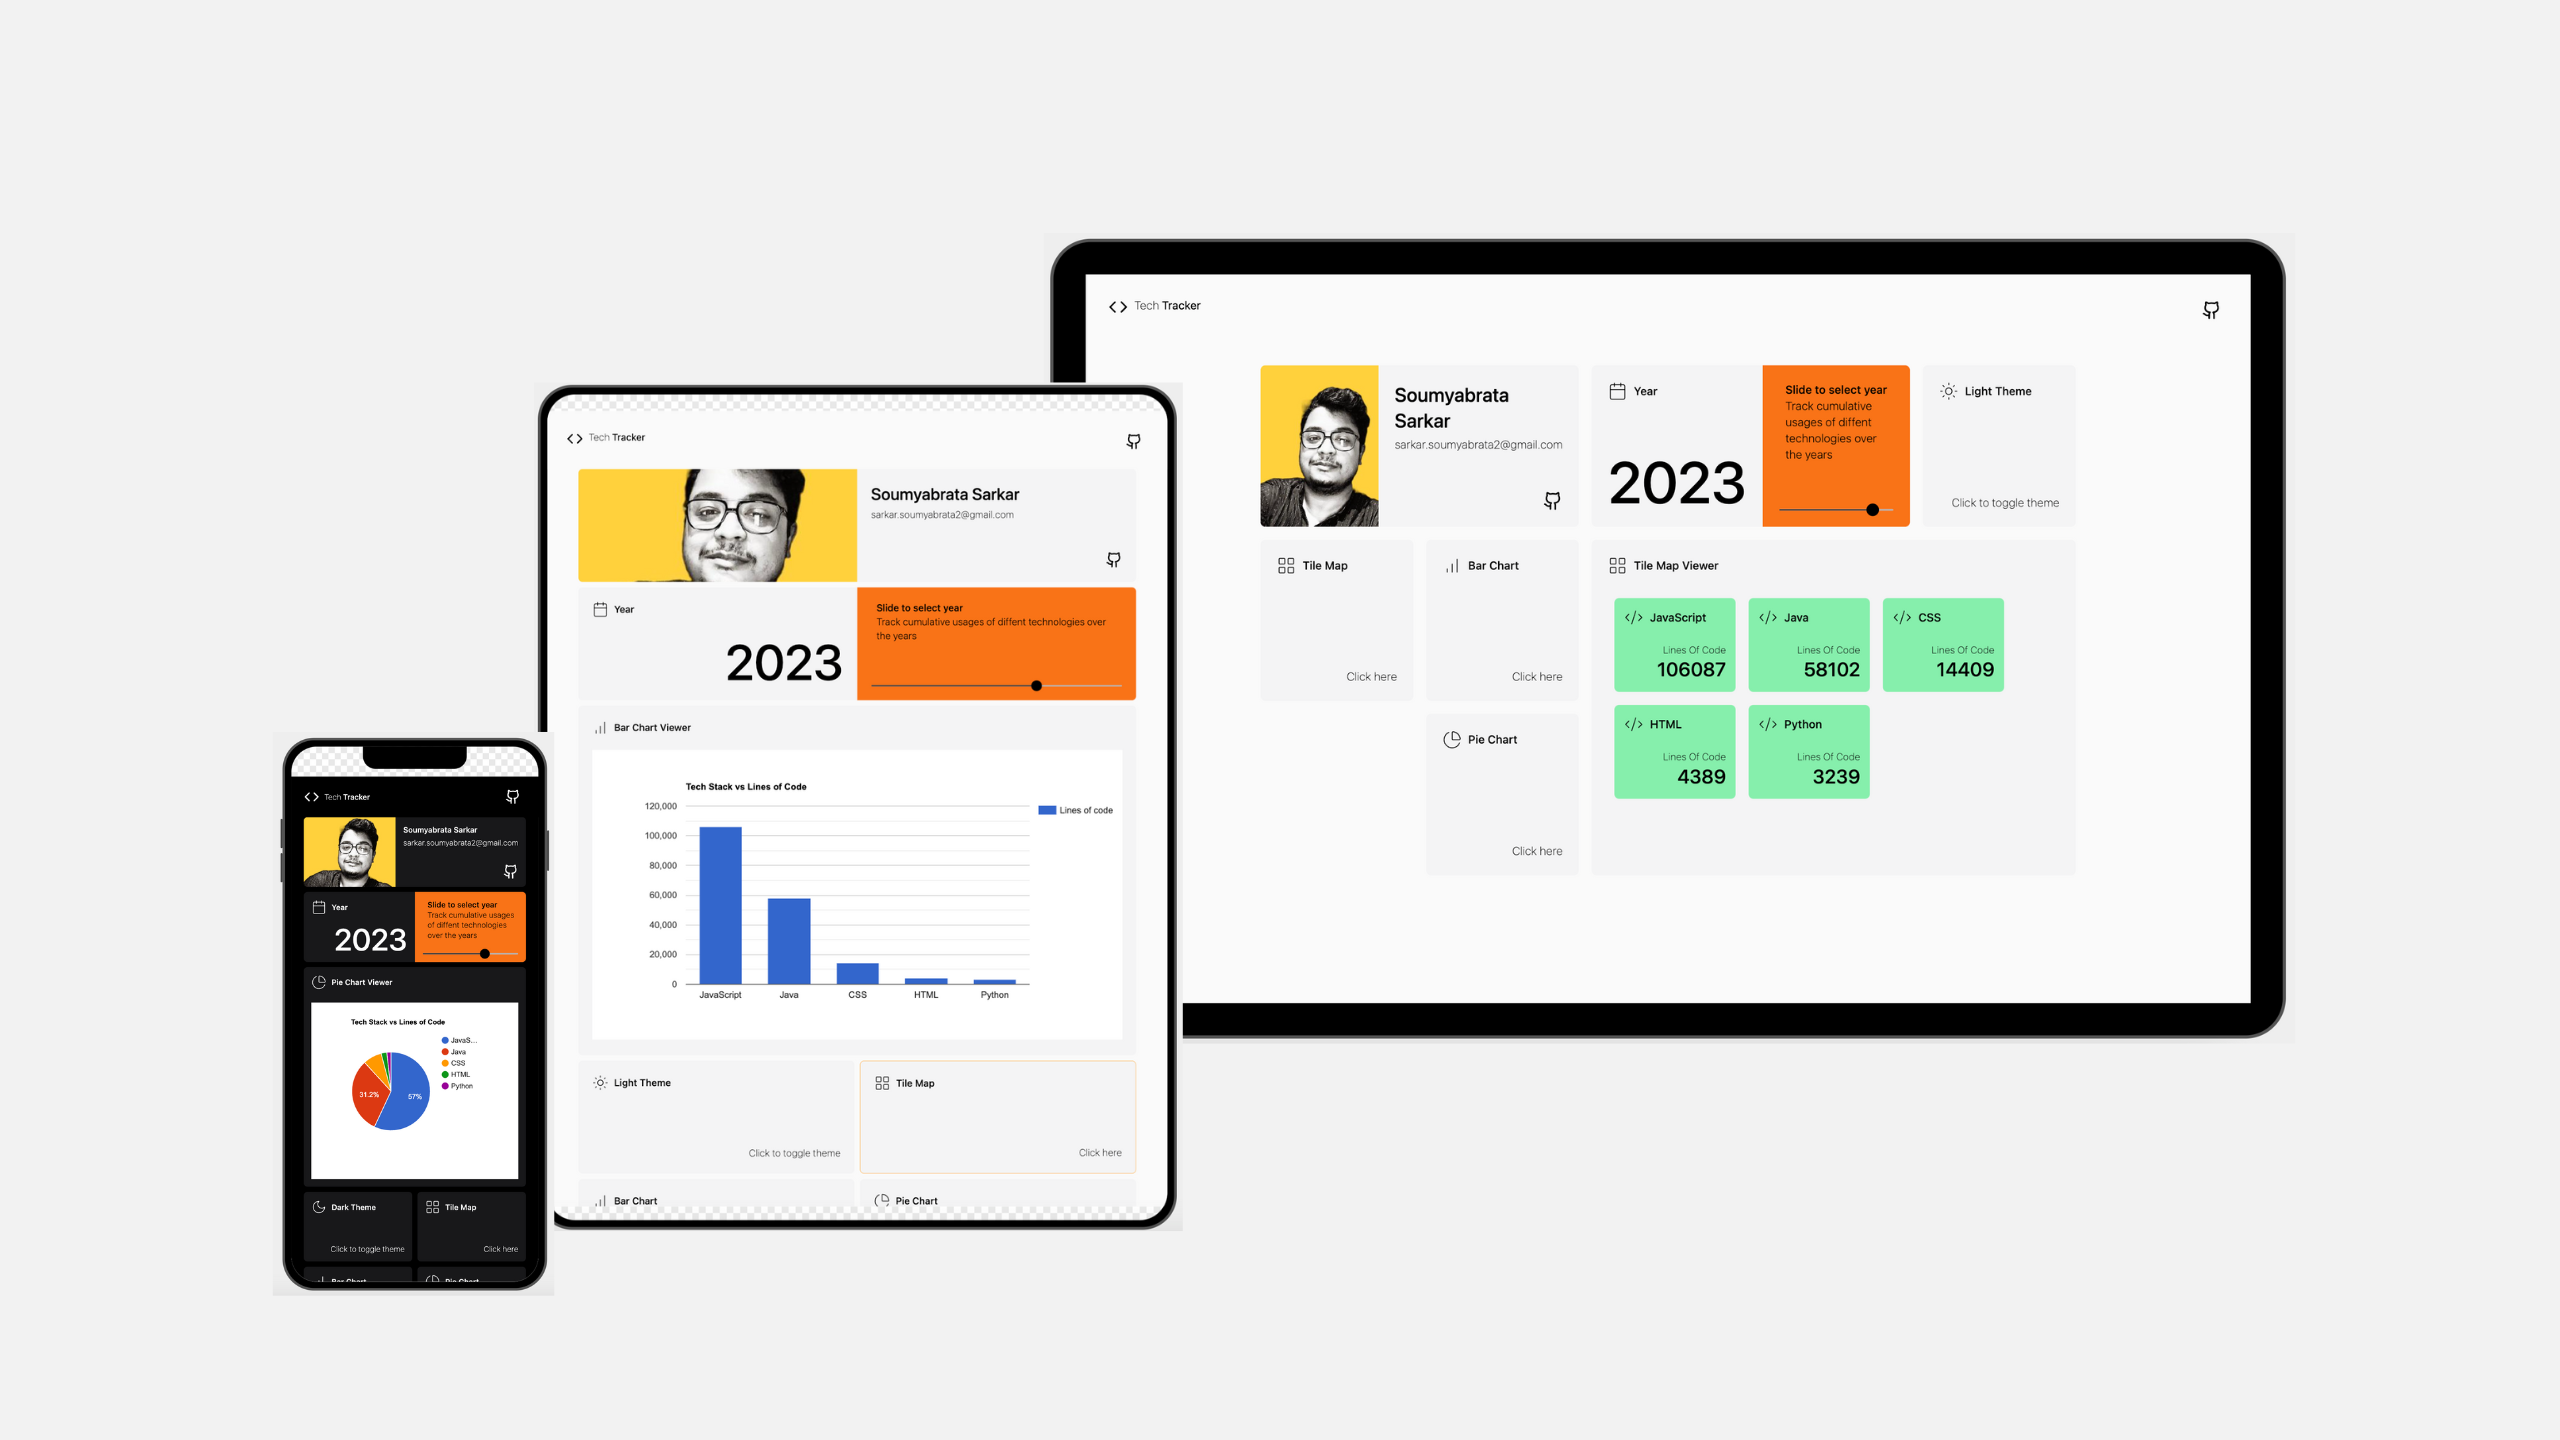 Tech Tracker
Soumyabrata Sarkar
sarkar.soumyabrata2@gmail.com
Year
2023
Slide to select year
Track cumulative usages
of diffent technologies
over the years
Pie Chart Viewer
Tech Stack vs Lines of Code
JavaS...
Java
CSS
HTML
Python
31.2%
57%
Dark Theme
Click to toggle theme
Tile Map
Click here
Bar Chart
Pie Chart
Tech Tracker
Soumyabrata Sarkar
sarkar.soumyabrata2@gmail.com
Year
2023
Slide to select year
Track cumulative usages of diffent technologies over
the years
Bar Chart Viewer
Tech Stack vs Lines of Code
120,000
100,000
80,000
60,000
40,000
20,000
0
JavaScript
Java
CSS
HTML
Python
Lines of code
Light Theme
Click to toggle theme
Tile Map
Click here
Bar Chart
Pie Chart
Tech Tracker
Soumyabrata
Sarkar
sarkar.soumyabrata2@gmail.com
Year
2023
Slide to select year
Track cumulative
usages of diffent
technologies over
the years
Light Theme
Click to toggle theme
Tile Map
Click here
Bar Chart
Click here
Pie Chart
Click here
Tile Map Viewer
JavaScript
Lines Of Code
106087
Java
Lines Of Code
58102
CSS
Lines Of Code
14409
HTML
Lines Of Code
4389
Python
Lines Of Code
3239